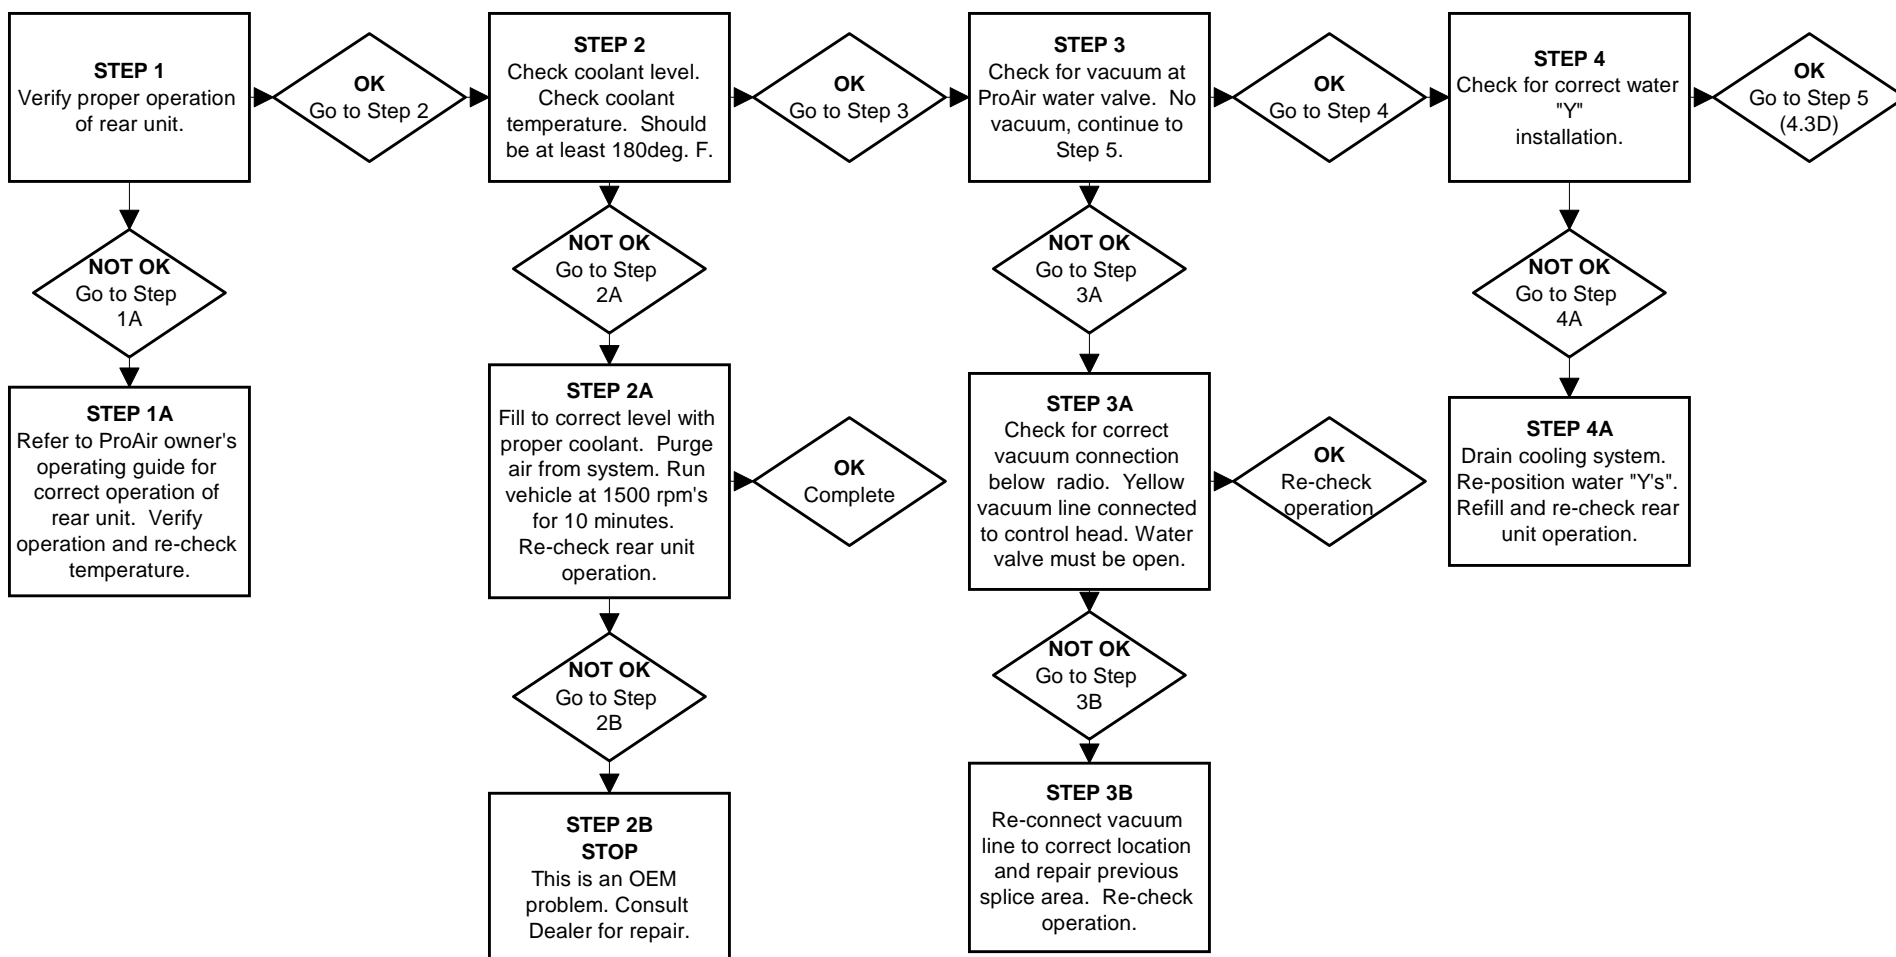 STEP 1
Verify proper operation
of rear unit.
OK
Go to Step 2
STEP 2
Check coolant level.
Check coolant
temperature.  Should
be at least 180deg. F.
OK
Go to Step 3
STEP 3
Check for vacuum at
ProAir water valve.  No
vacuum, continue to
Step 5.
OK
Go to Step 4
STEP 4
Check for correct water
"Y"
installation.
OK
Go to Step 5
(4.3D)
NOT OK
Go to Step
1A
NOT OK
Go to Step
2A
NOT OK
Go to Step
3A
NOT OK
Go to Step
4A
STEP 1A
Refer to ProAir owner's
operating guide for
correct operation of
rear unit.  Verify
operation and re-check
temperature.
STEP 2A
Fill to correct level with
proper coolant.  Purge
air from system. Run
vehicle at 1500 rpm's
for 10 minutes.
Re-check rear unit
operation.
OK
Complete
STEP 3A
Check for correct
vacuum connection
below  radio.  Yellow
vacuum line connected
to control head. Water
valve must be open.
OK
Re-check
operation
STEP 4A
Drain cooling system.
Re-position water "Y's".
Refill and re-check rear
unit operation.
NOT OK
Go to Step
2B
NOT OK
Go to Step
3B
STEP 2B
STOP
This is an OEM
problem. Consult
Dealer for repair.
STEP 3B
Re-connect vacuum
line to correct location
and repair previous
splice area.  Re-check
operation.